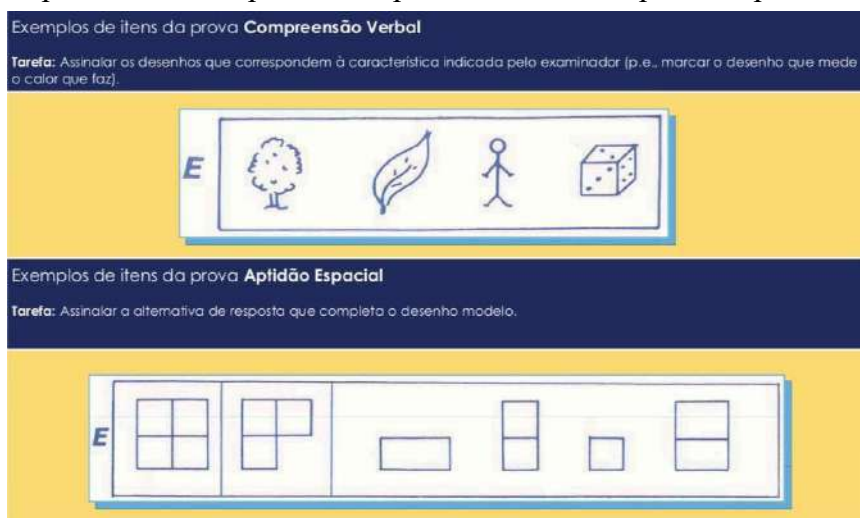 Exemplos de itens da prova Compreensão Verbal
Tarefa: Assinalar os desenhos que correspondem à característica indicada pelo examinador (p.e., marcar o desenho que mede
o calor que faz).
E
Exemplos de itens da prova Aptidão Espacial
Tarefa: Assinalar a alternativa de resposta que completa o desenho modelo.
E